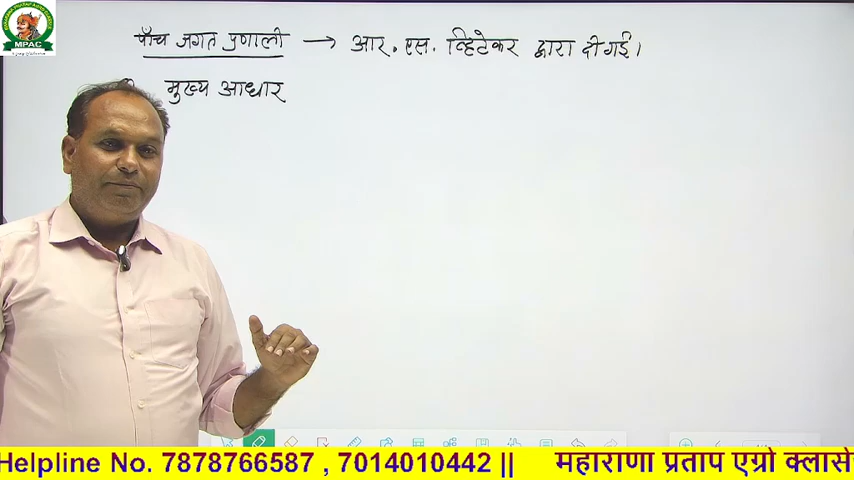 MPAC
पाँच जगत प्रणाली → आर. एस. व्हिटेकर द्वारा दी गई।
मुख्य आधार
Helpline No. 7878766587 , 7014010442 || महाराणा प्रताप एग्रो क्लासे